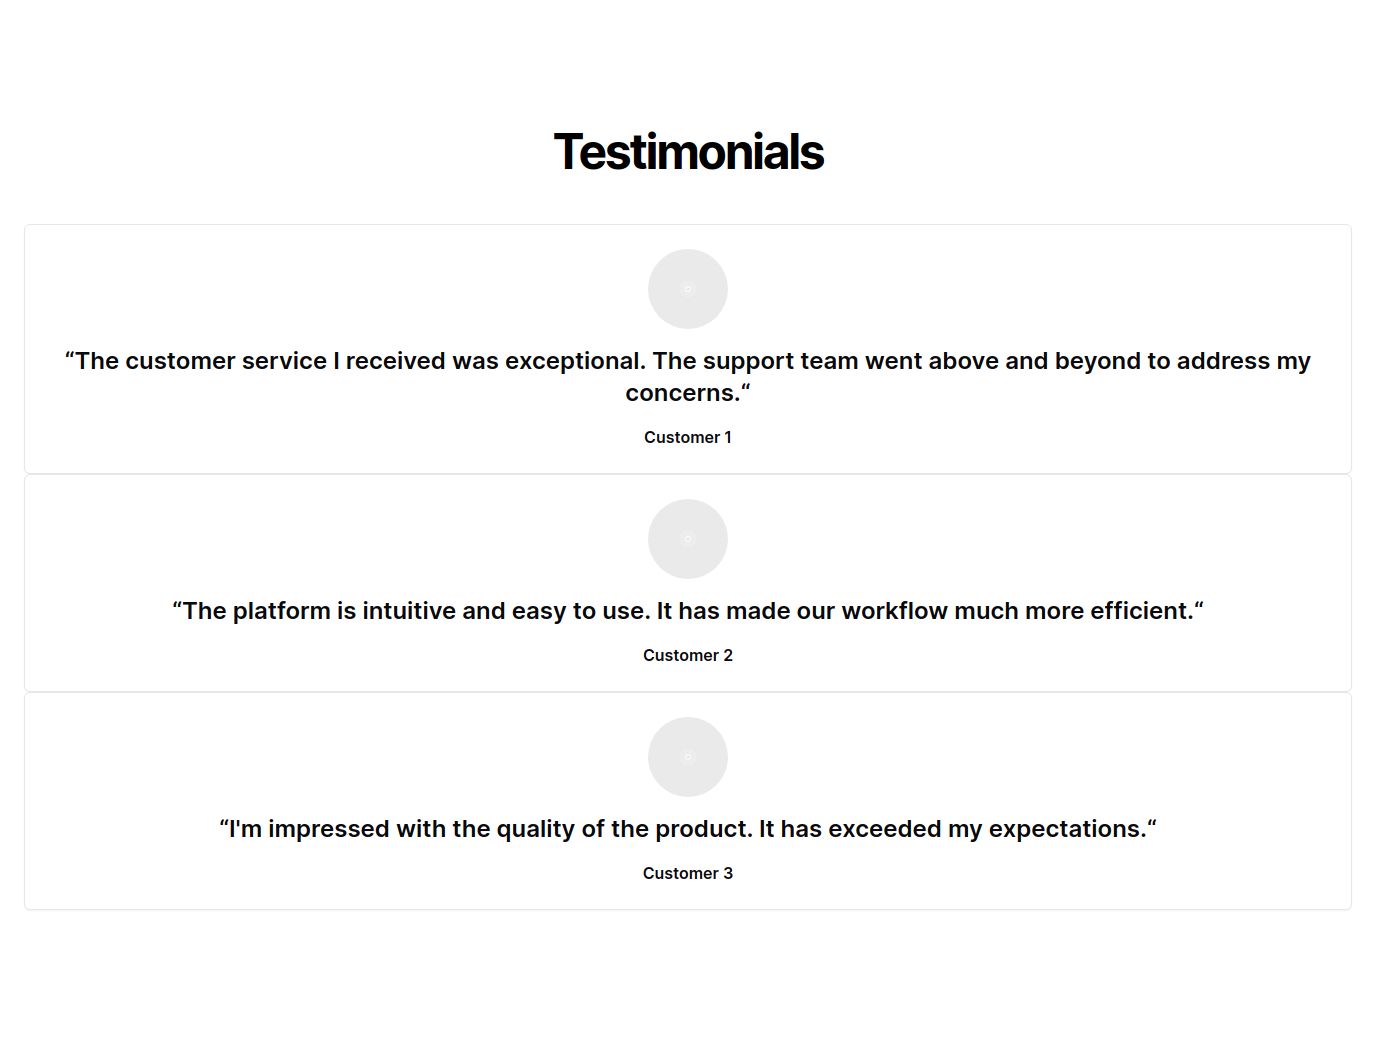 Testimonials
“The customer service I received was exceptional. The support team went above and beyond to address my
concerns.“
Customer 1
“The platform is intuitive and easy to use. It has made our workflow much more efficient.“
Customer 2
“I'm impressed with the quality of the product. It has exceeded my expectations.“
Customer 3